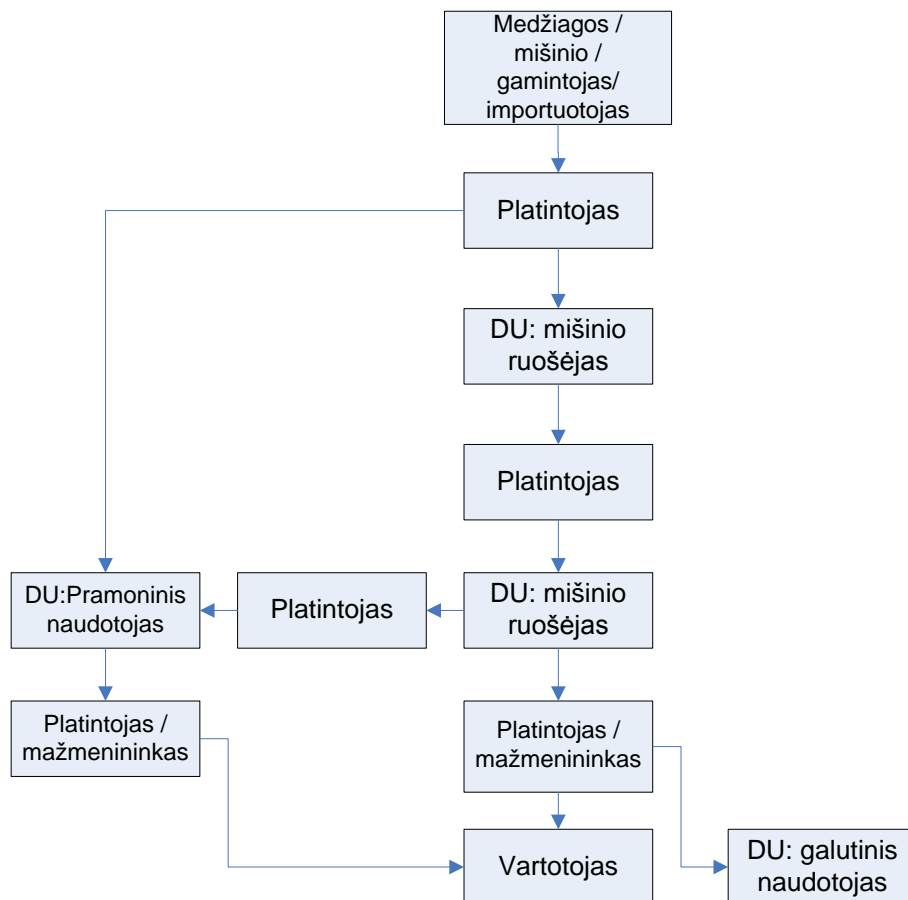 Medžiagos /
mišinio /
gamintojas/
importuotojas
Platintojas
DU: mišinio
ruošėjas
Platintojas
DU:Pramoninis
naudotojas
Platintojas
DU: mišinio
ruošėjas
Platintojas /
mažmenininkas
Platintojas /
mažmenininkas
Vartotojas
DU: galutinis
naudotojas